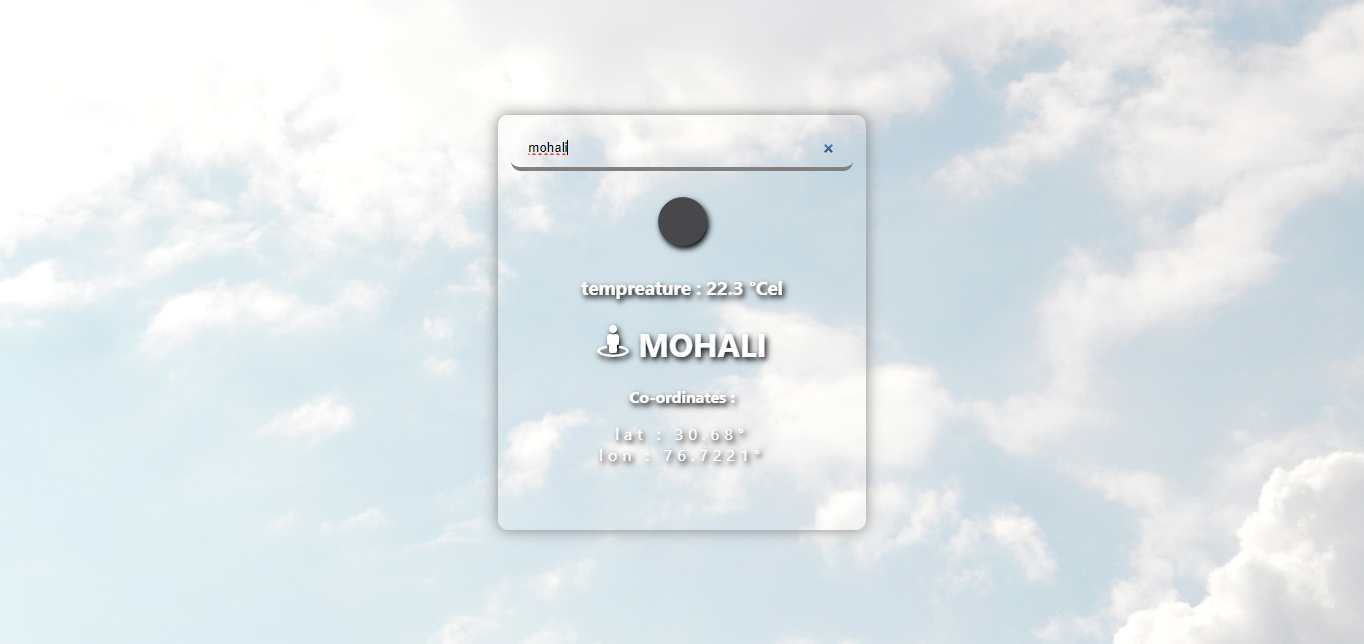 mohali ×
tempreature : 22.3 °Cel
MOHALI
Co-ordinates :
lat : 30.68°
lon : 76.7221°